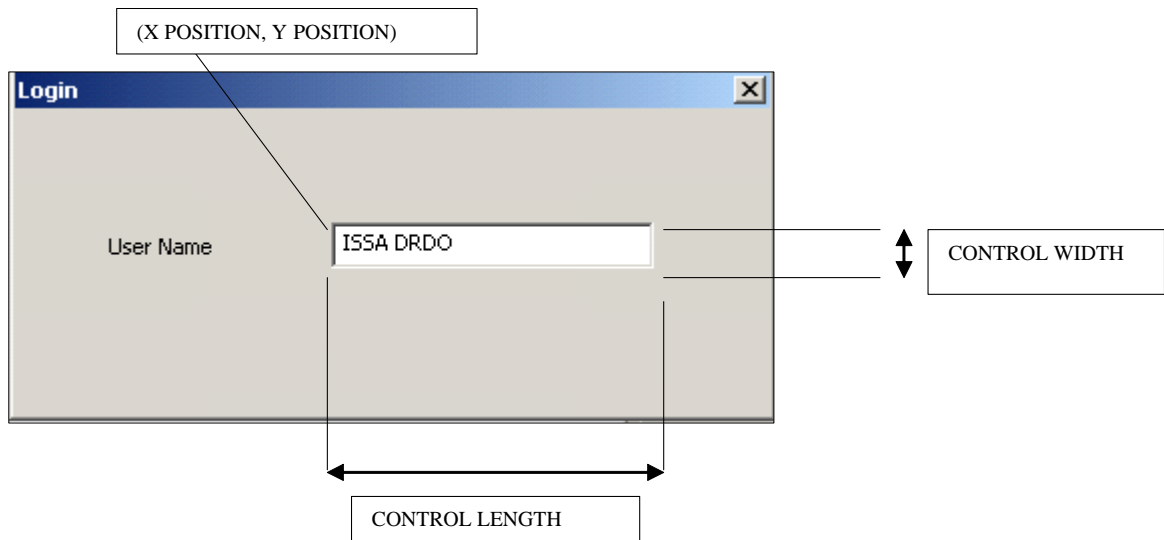 (X POSITION, Y POSITION)
Login
User Name
ISSA DRDO
CONTROL WIDTH
CONTROL LENGTH